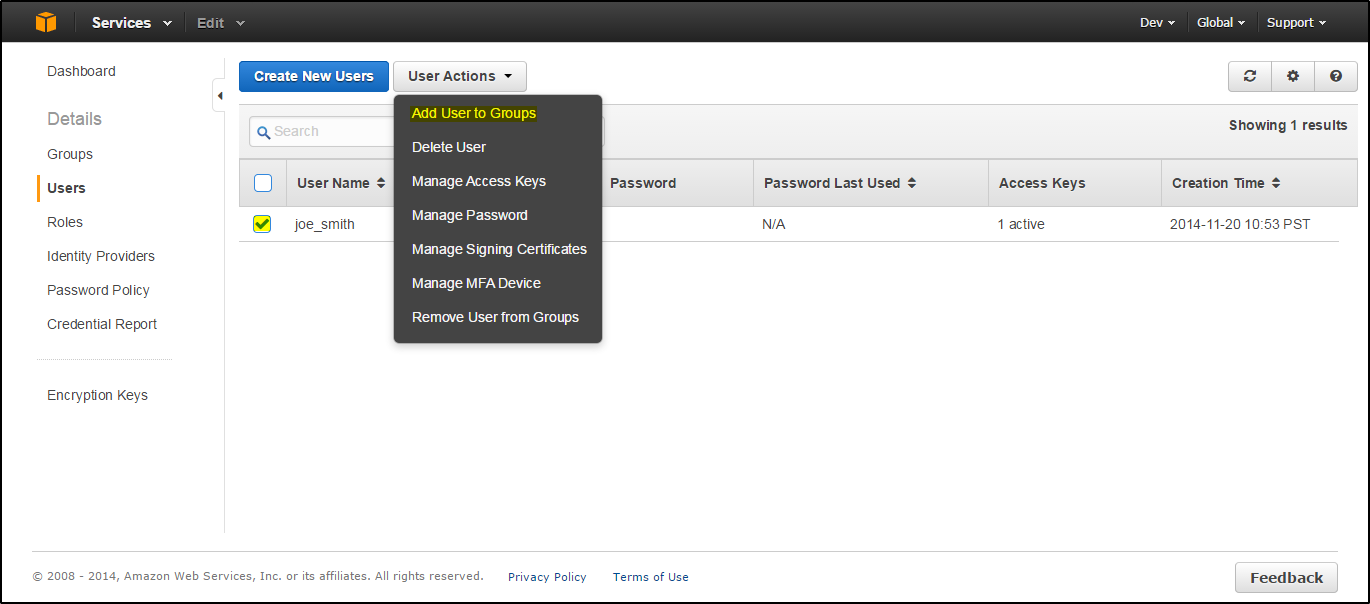 Services Edit Dev Global Support
Dashboard
Details
Groups
Users
Roles
Identity Providers
Password Policy
Credential Report
Encryption Keys
Create New Users User Actions
Add User to Groups
Delete User
Manage Access Keys
Manage Password
Manage Signing Certificates
Manage MFA Device
Remove User from Groups
Search
Showing 1 results
User Name Password Password Last Used Access Keys Creation Time
joe_smith N/A 1 active 2014-11-20 10:53 PST
© 2008 - 2014, Amazon Web Services, Inc. or its affiliates. All rights reserved. Privacy Policy Terms of Use Feedback